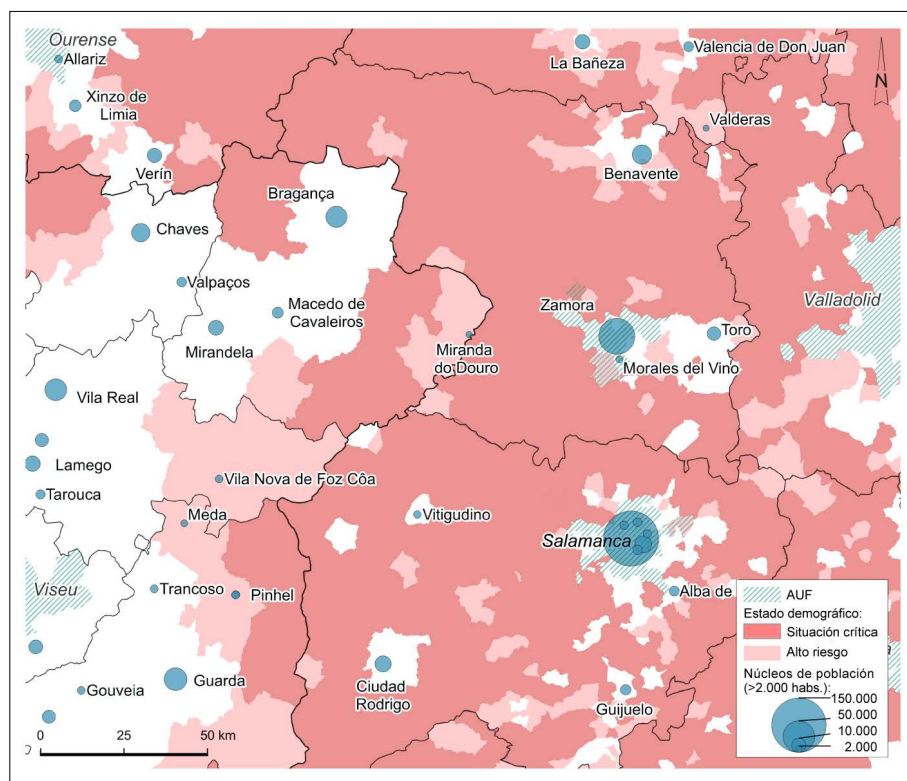 Ourense
Allariz
Xinzo de
Limia
Verín
La Bañeza
Valencia de Don Juan
N
Valderas
Benavente
Bragança
Chaves
Valpaços
Macedo de
Cavaleiros
Mirandela
Miranda
do Douro
Zamora
Toro
Valladolid
Morales del Vino
Vila Real
Lamego
Tarouca
Vila Nova de Foz Côa
Meda
Vitigudino
Salamanca
Viseu
Trancoso
Pinhel
Alba de
Gouveia
Guarda
Ciudad
Rodrigo
Guijuelo
0 25 50 km
AUF
Estado demográfico:
Situación crítica
Alto riesgo
Núcleos de población
(>2.000 habs.):
150.000
50.000
10.000
2.000